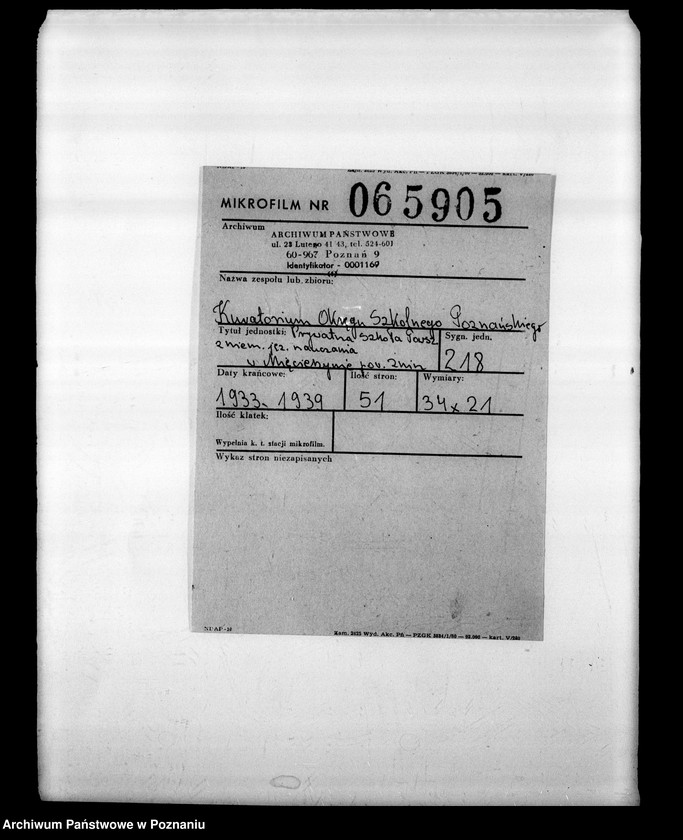 MIKROFILM NR 065905
Archiwum
ARCHIWUM PAŃSTWOWE
ul. 23 Lutego 41/43, tel. 524-601
60-967 Poznań 9
Identyfikator - 0001169
Nazwa zespołu lub zbioru:
Kuratorium Okręgu Szkolnego Poznańskiego
Tytuł jednostki: Prywatna Szkoła Powsz.
z niem. jęz. nauczania
w pow. Żnin
Sygn. jedn.
218
Daty krańcowe:
1933-1939
Ilość stron:
51
Wymiary:
34 x 21
Ilość klatek:
Wypełnia k. t. stacji mikrofilm.
Wykaz stron niezapisanych
Archiwum Państwowe w Poznaniu